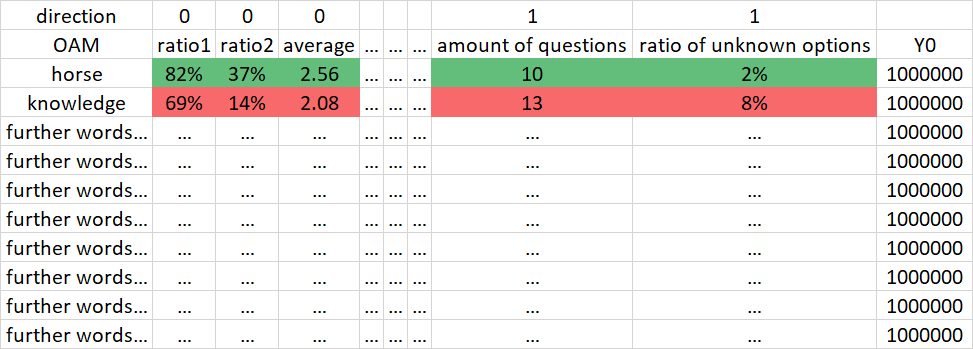 direction 0 0 0 1 1
OAM ratio1 ratio2 average ... ... ... amount of questions ratio of unknown options Y0
horse 82% 37% 2.56 ... ... ... 10 2% 1000000
knowledge 69% 14% 2.08 ... ... ... 13 8% 1000000
further words... ... ... ... ... ... ... ... ... 1000000
further words... ... ... ... ... ... ... ... ... 1000000
further words... ... ... ... ... ... ... ... ... 1000000
further words... ... ... ... ... ... ... ... ... 1000000
further words... ... ... ... ... ... ... ... ... 1000000
further words... ... ... ... ... ... ... ... ... 1000000
further words... ... ... ... ... ... ... ... ... 1000000
further words... ... ... ... ... ... ... ... ... 1000000